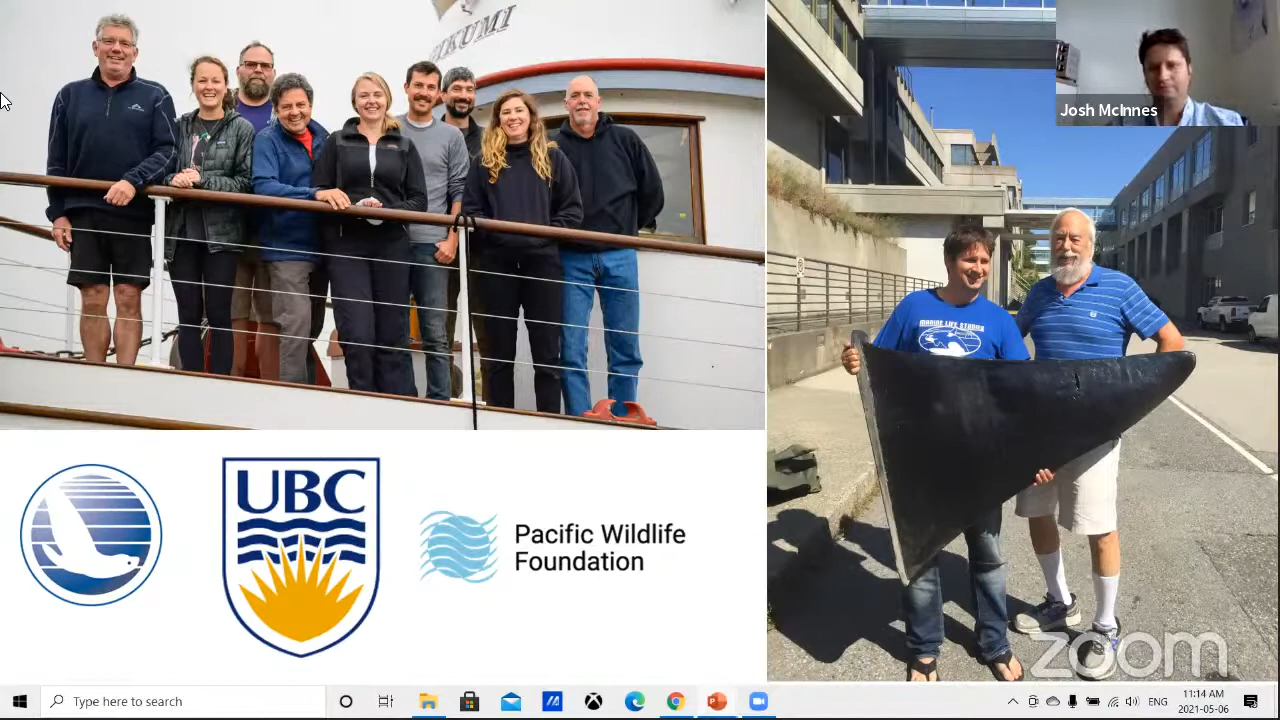 IKUMI
Josh McInnes
MARINE LIFE STUDIES
UBC
Pacific Wildlife
Foundation
zoom
Type here to search
ENG
11:14 AM
2021-05-06